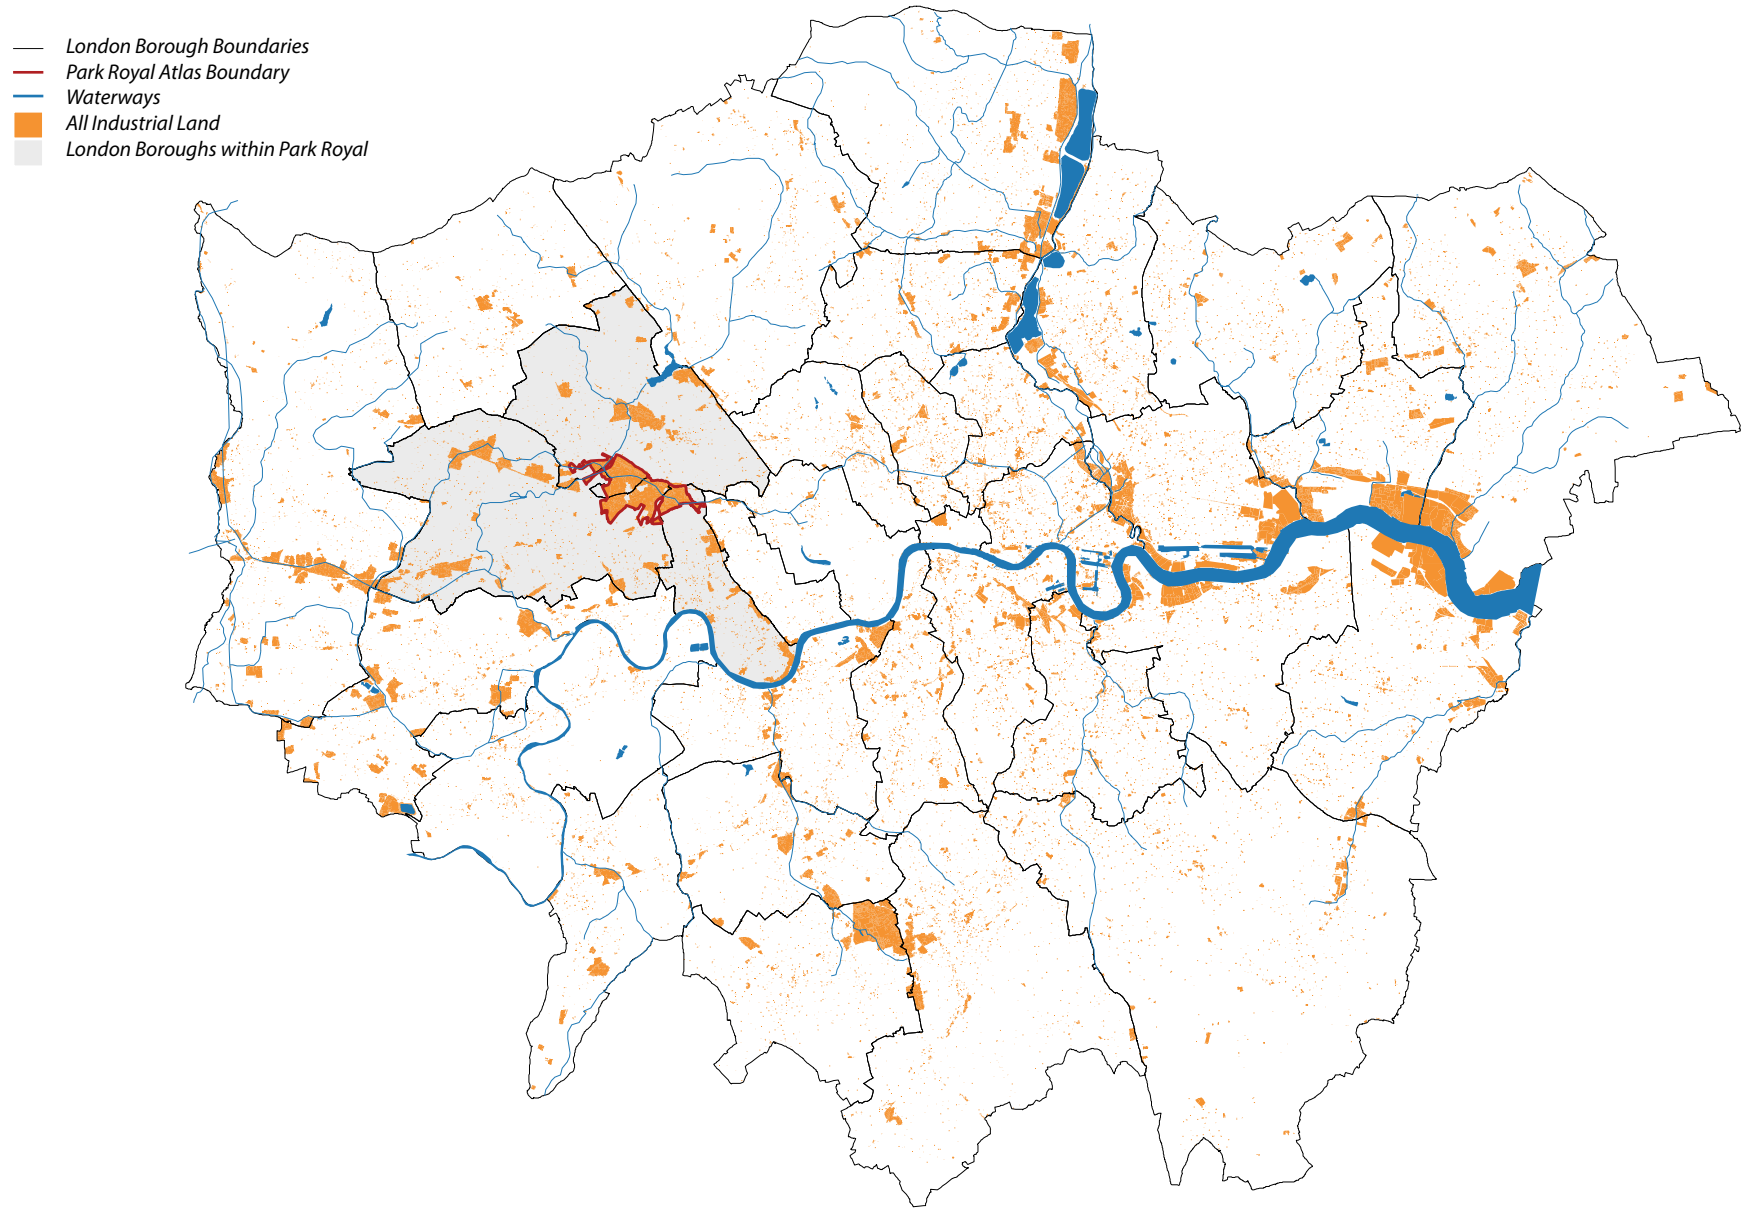 London Borough Boundaries
Park Royal Atlas Boundary
Waterways
All Industrial Land
London Boroughs within Park Royal